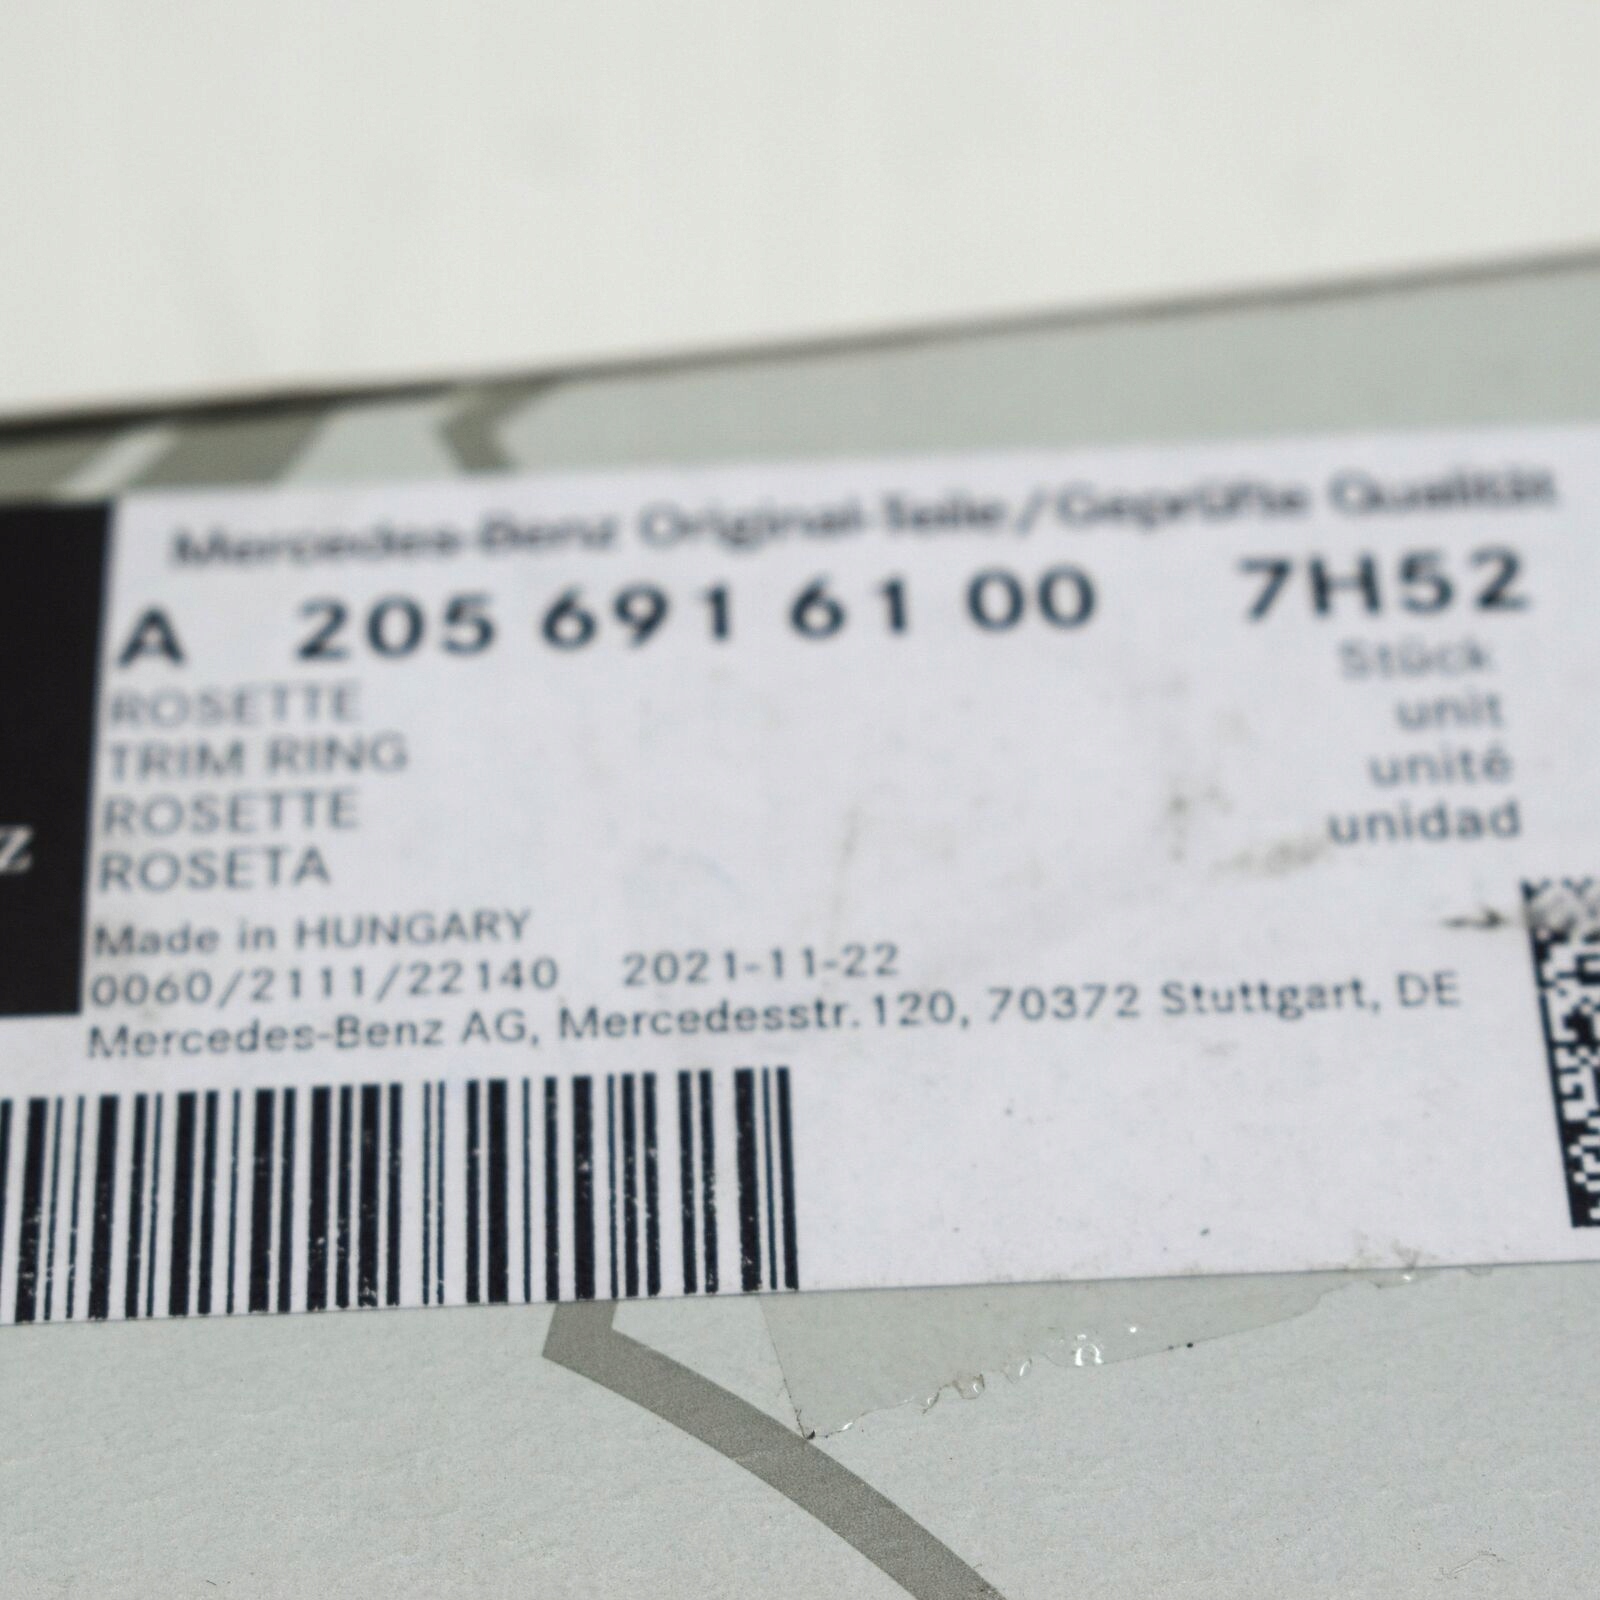 Mercedes-Benz Original-Teile/Geprüfte Qualität
A 205 691 61 00 7H52
ROSETTE Stück
TRIM RING unit
ROSETTE unité
ROSETA unidad
Made in HUNGARY
0060/2111/22140 2021-11-22
Mercedes-Benz AG, Mercedesstr. 120, 70372 Stuttgart, DE
z